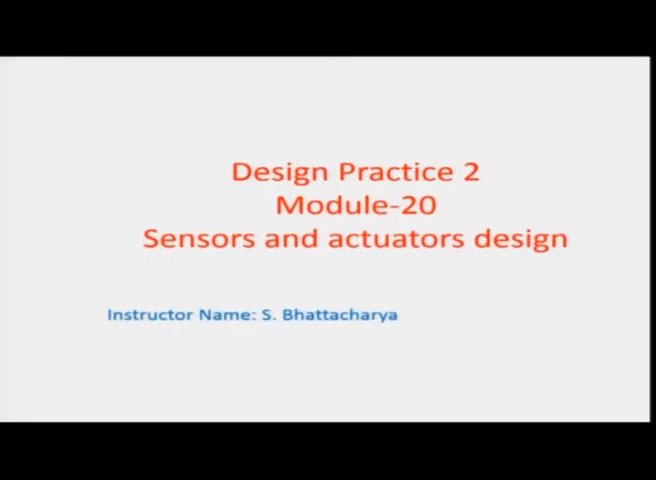 Design Practice 2
Module-20
Sensors and actuators design
Instructor Name: S. Bhattacharya